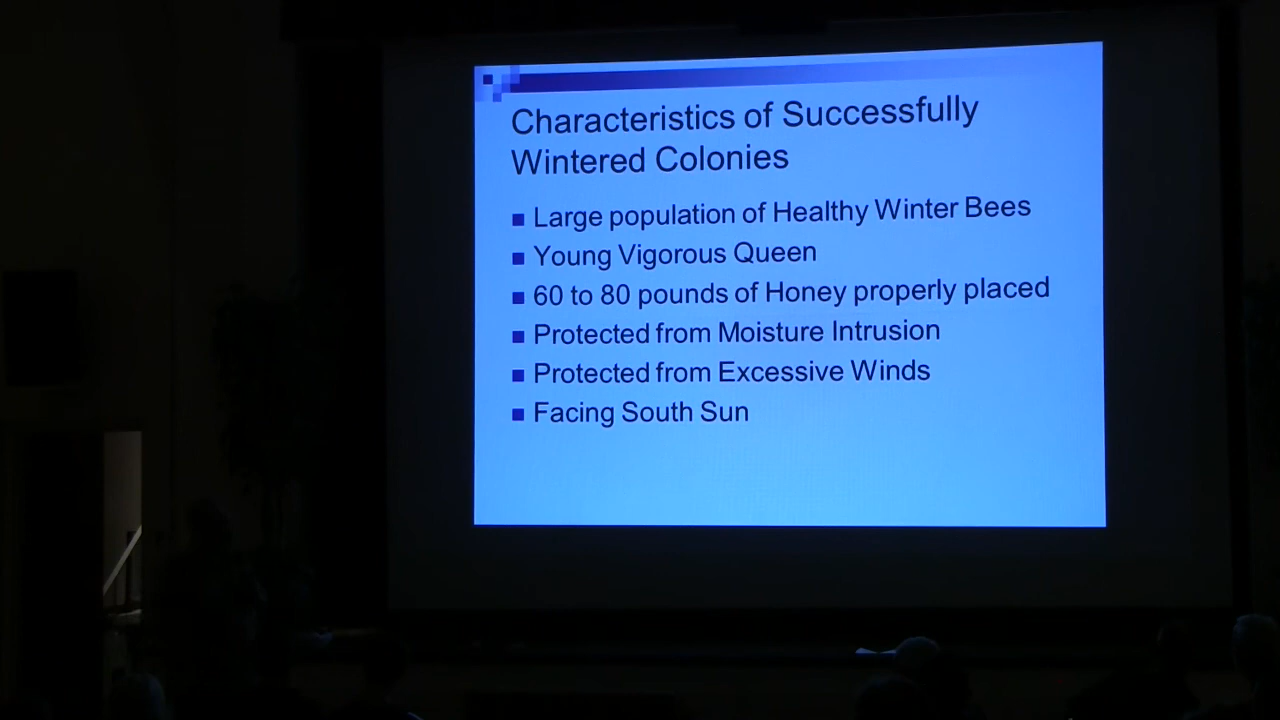 Characteristics of Successfully
Wintered Colonies
Large population of Healthy Winter Bees
Young Vigorous Queen
60 to 80 pounds of Honey properly placed
Protected from Moisture Intrusion
Protected from Excessive Winds
Facing South Sun